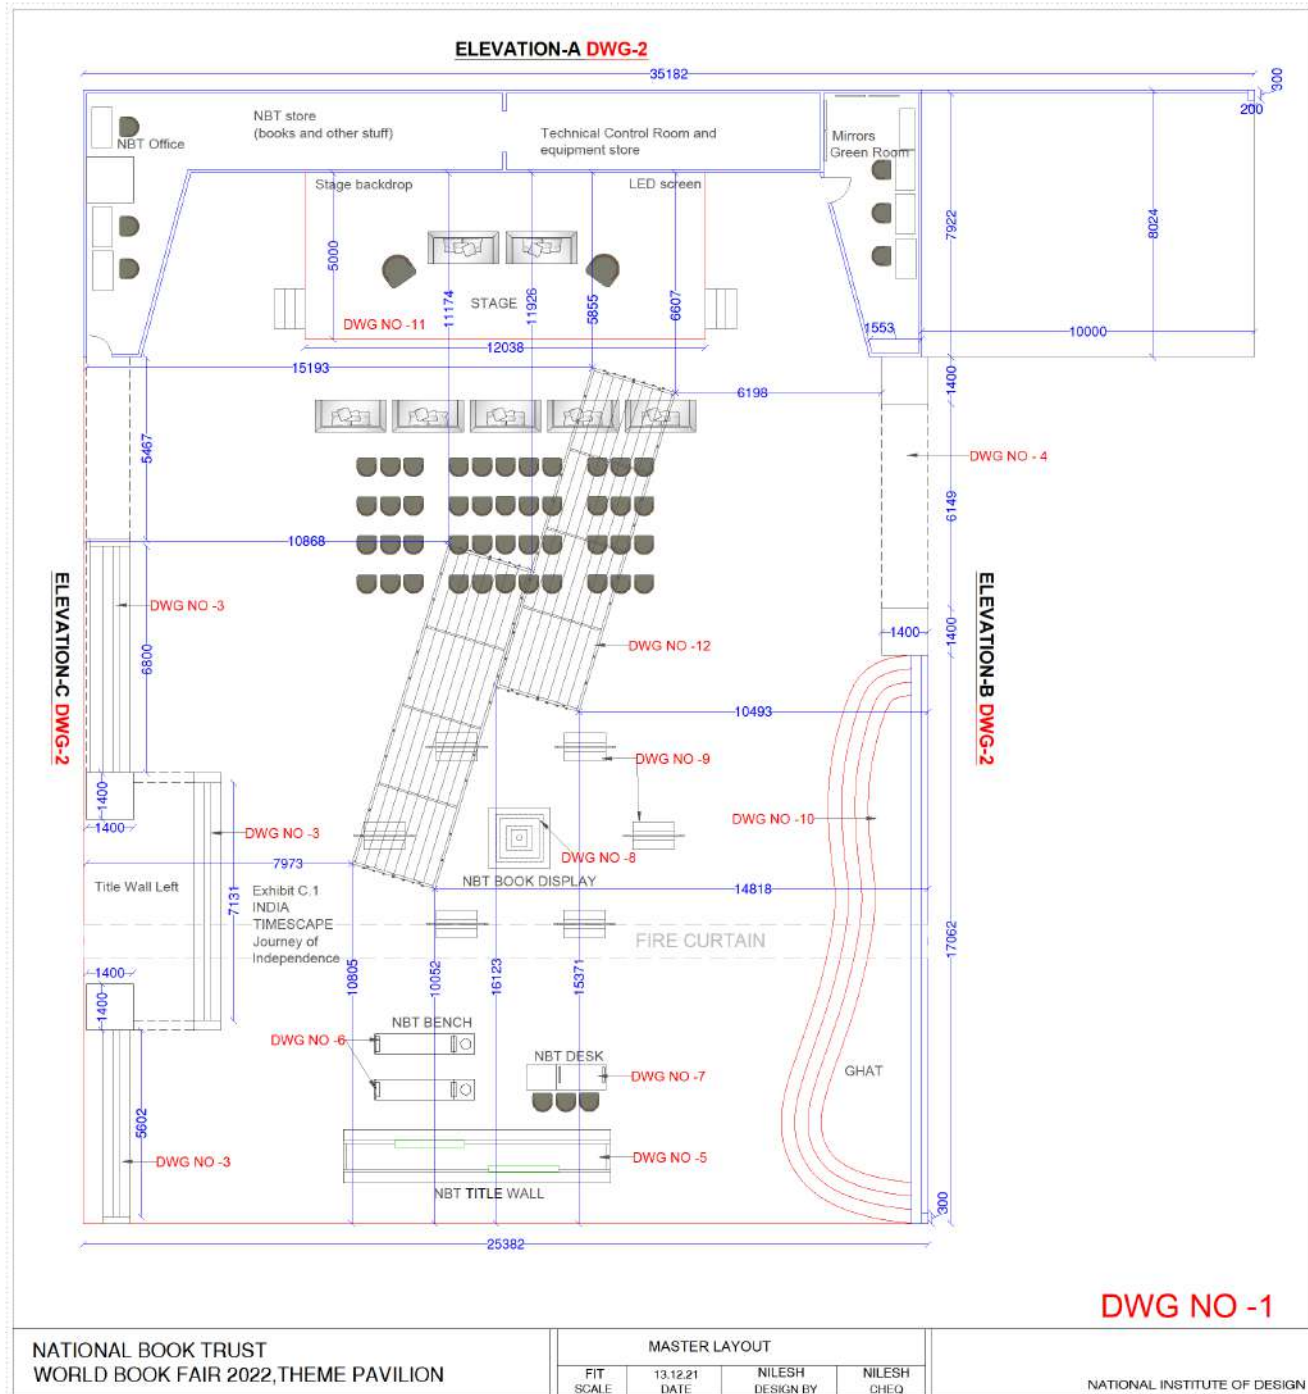 ELEVATION-A DWG-2
35182
300
200
NBT Office
NBT store
(books and other stuff)
Technical Control Room and
equipment store
Mirrors
Green Room
Stage backdrop
LED screen
5000
11174
11926
5855
6607
7922
8024
STAGE
DWG NO -11
12038
1553
10000
15193
6198
1400
5467
DWG NO - 4
6149
10868
ELEVATION-C DWG-2
DWG NO -3
6800
DWG NO -12
1400
1400
ELEVATION-B DWG-2
10493
DWG NO -9
1400
1400
DWG NO -3
DWG NO -10
DWG NO -8
7973
NBT BOOK DISPLAY
14818
Title Wall Left
7131
Exhibit C.1
INDIA
TIMESCAPE
Journey of
Independence
FIRE CURTAIN
17062
1400
1400
10805
10052
16123
15371
NBT BENCH
DWG NO -6
NBT DESK
DWG NO -7
GHAT
5602
DWG NO -3
DWG NO -5
NBT TITLE WALL
300
25382
DWG NO -1
NATIONAL BOOK TRUST
WORLD BOOK FAIR 2022,THEME PAVILION
MASTER LAYOUT
FIT
SCALE
13.12.21
DATE
NILESH
DESIGN BY
NILESH
CHEQ
NATIONAL INSTITUTE OF DESIGN